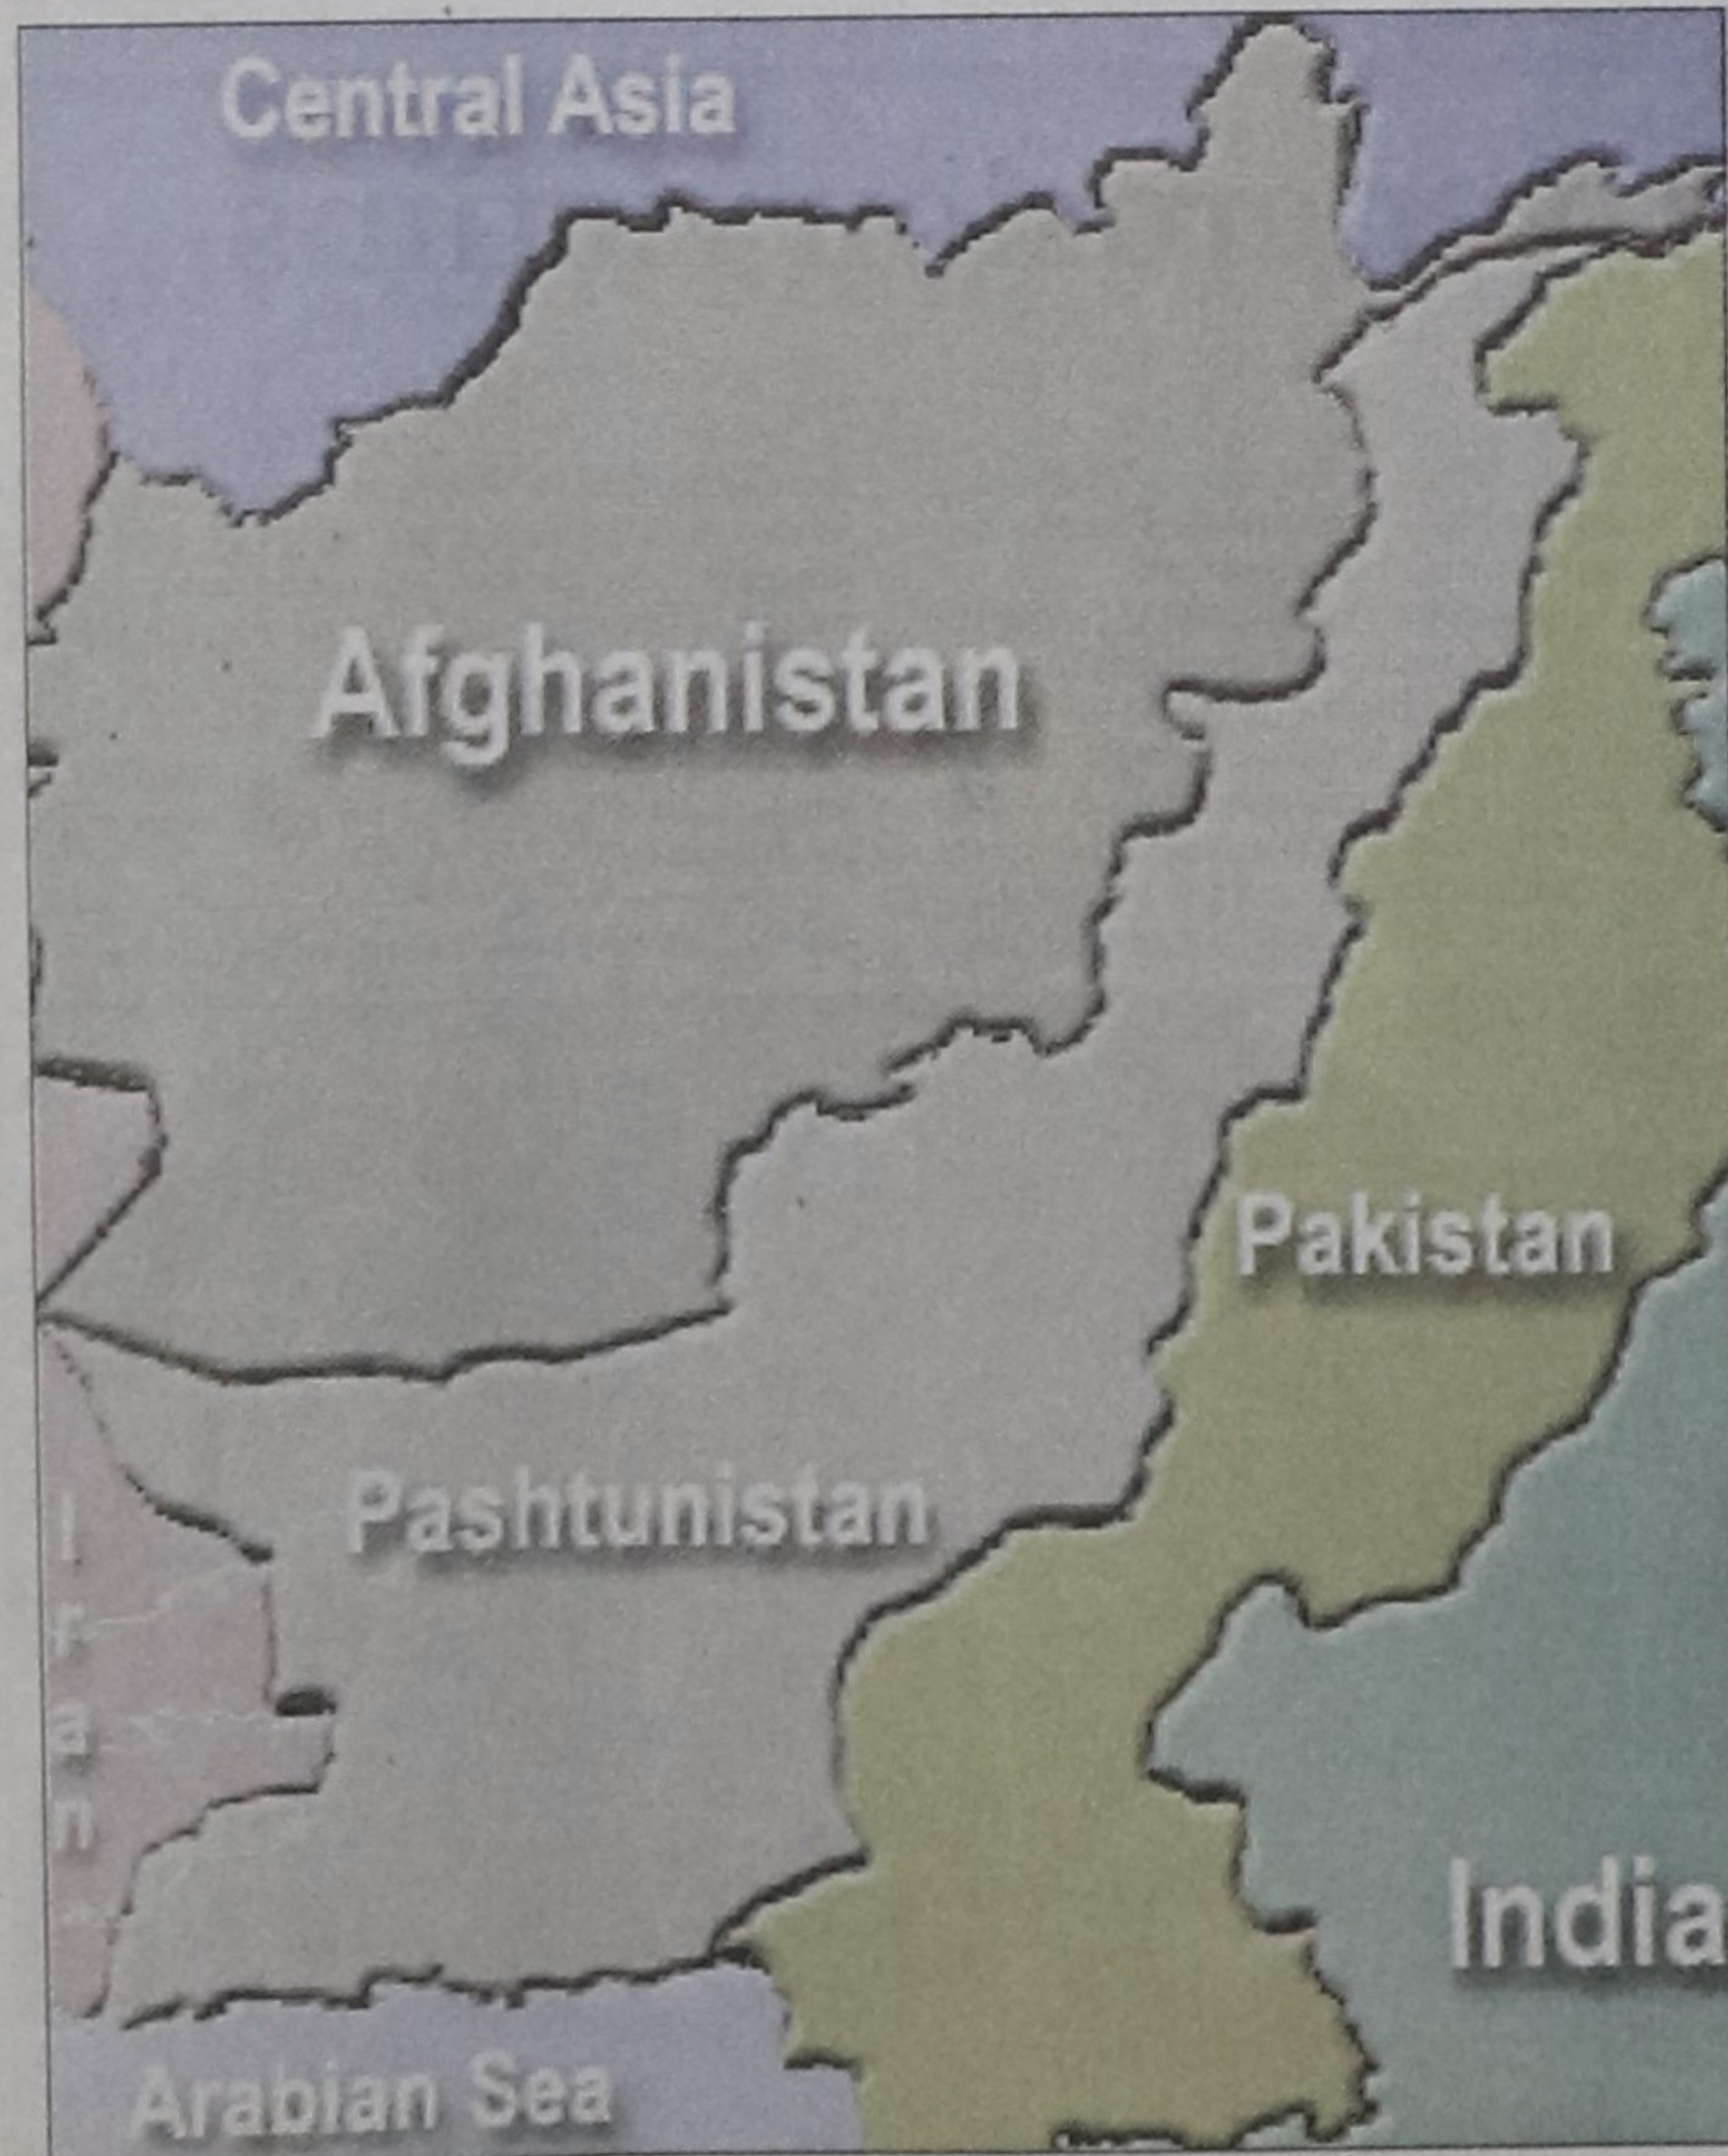 Central Asia
Afghanistan
Pakistan
Pashtunistan
Iran
India
Arabian Sea